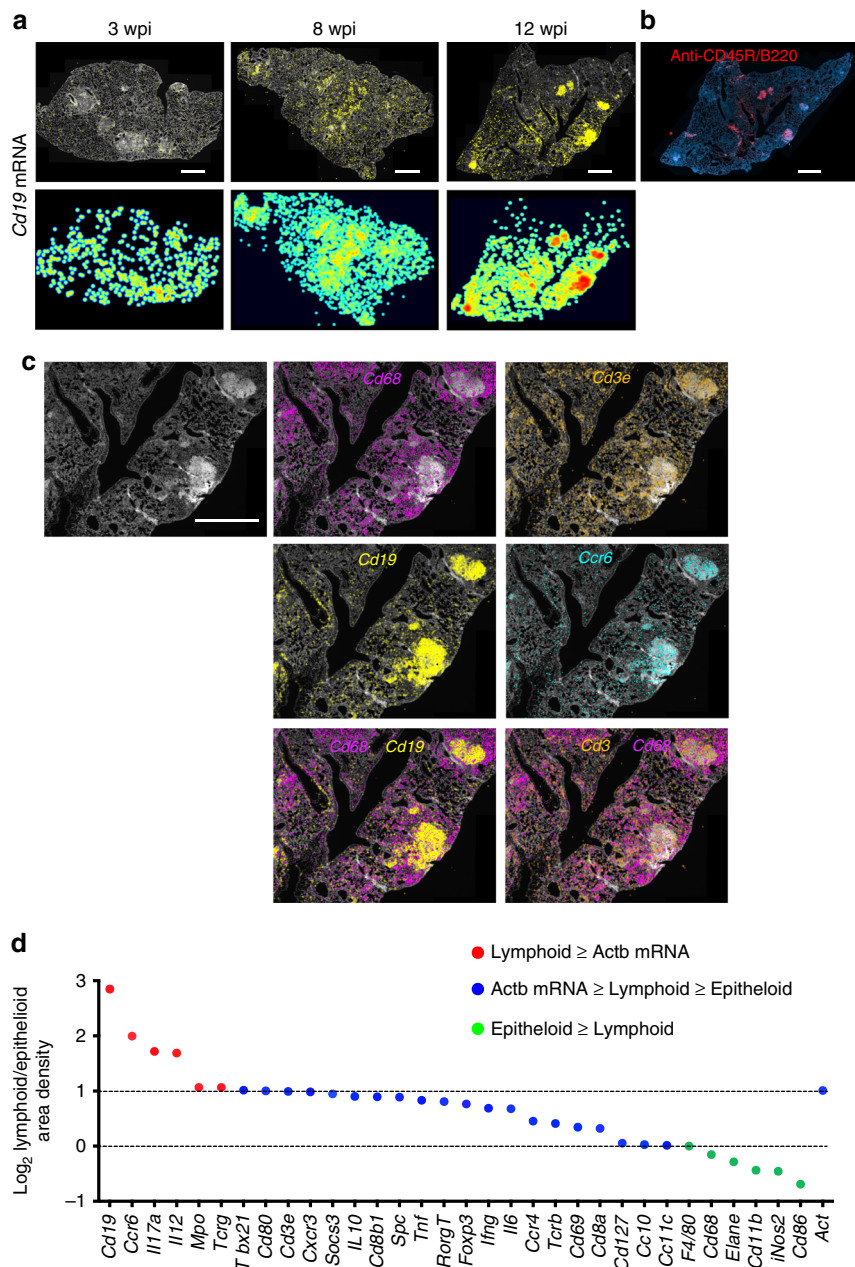 a
3 wpi
8 wpi
12 wpi
b
Cd19 mRNA
Anti-CD45R/B220
c
Cd68
Cd3e
Cd19
Ccr6
Cd68 Cd19
Cd3 Cd68
d
Lymphoid ≥ Actb mRNA
Actb mRNA ≥ Lymphoid ≥ Epitheloid
Epitheloid ≥ Lymphoid
Log2 lymphoid/epithelioid
area density
3
2
1
0
−1
Cd19
Ccr6
Il17a
Il12
Mpo
Tcrg
T bx21
Cd80
Cd3e
Cxcr3
Socs3
IL10
Cd8b1
Spc
Tnf
RorgT
Foxp3
Ifng
Il6
Ccr4
Tcrb
Cd69
Cd8a
Cd127
Cc10
Cc11c
F4/80
Cd68
Elane
Cd11b
iNos2
Cd86
Act